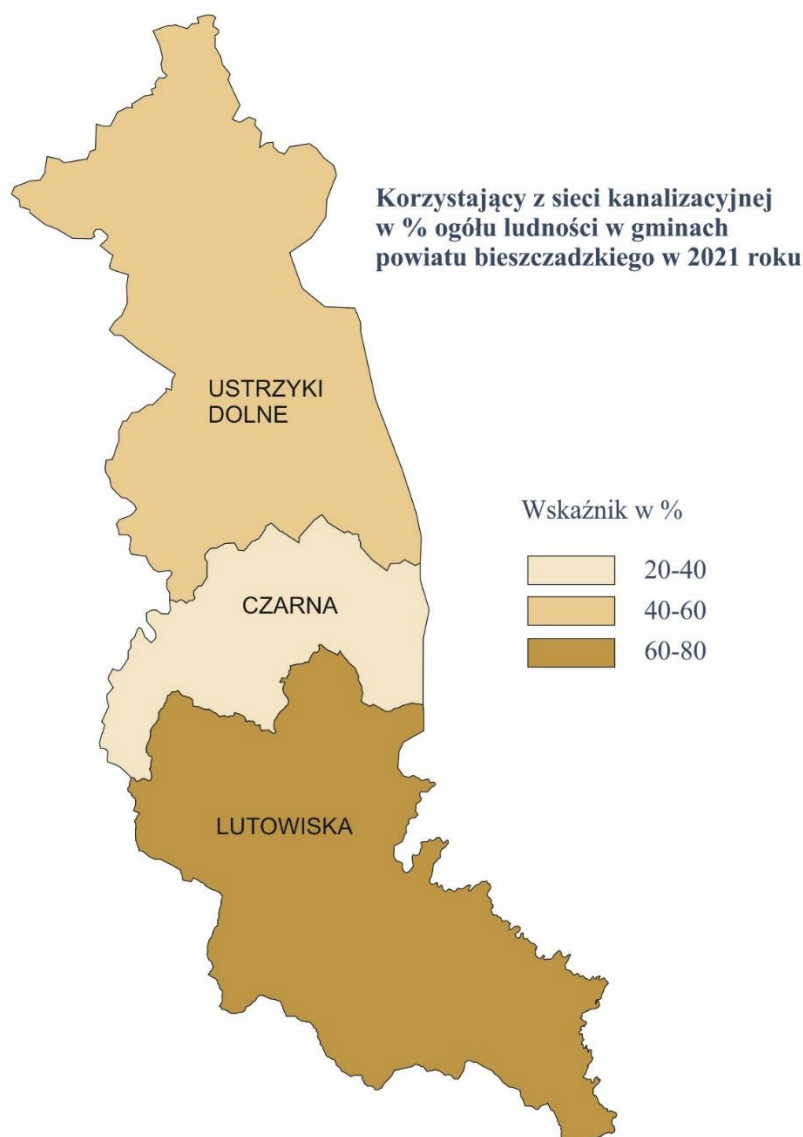 Korzystający z sieci kanalizacyjnej
w % ogółu ludności w gminach
powiatu bieszczadzkiego w 2021 roku
USTRZYKI
DOLNE
Wskaźnik w %
20-40
CZARNA
40-60
60-80
LUTOWISKA